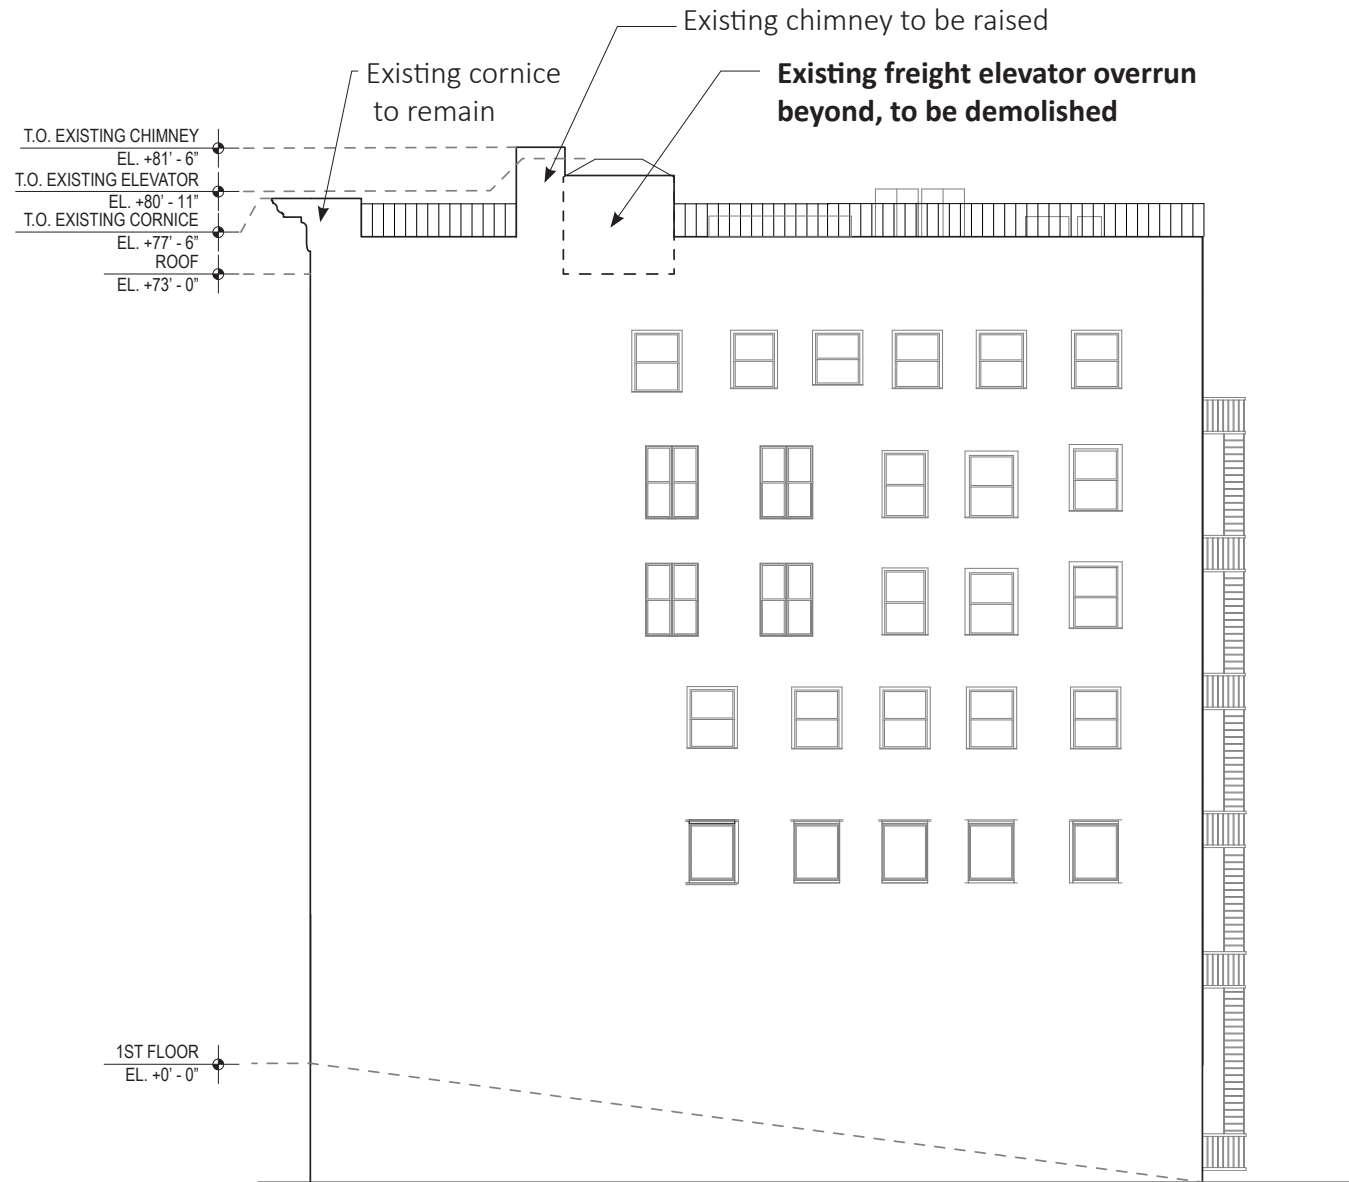 Existing chimney to be raised
Existing cornice
to remain
Existing freight elevator overrun
beyond, to be demolished
T.O. EXISTING CHIMNEY
EL. +81' - 6"
T.O. EXISTING ELEVATOR
EL. +80' - 11"
T.O. EXISTING CORNICE
EL. +77' - 6"
ROOF
EL. +73' - 0"
1ST FLOOR
EL. +0' - 0"